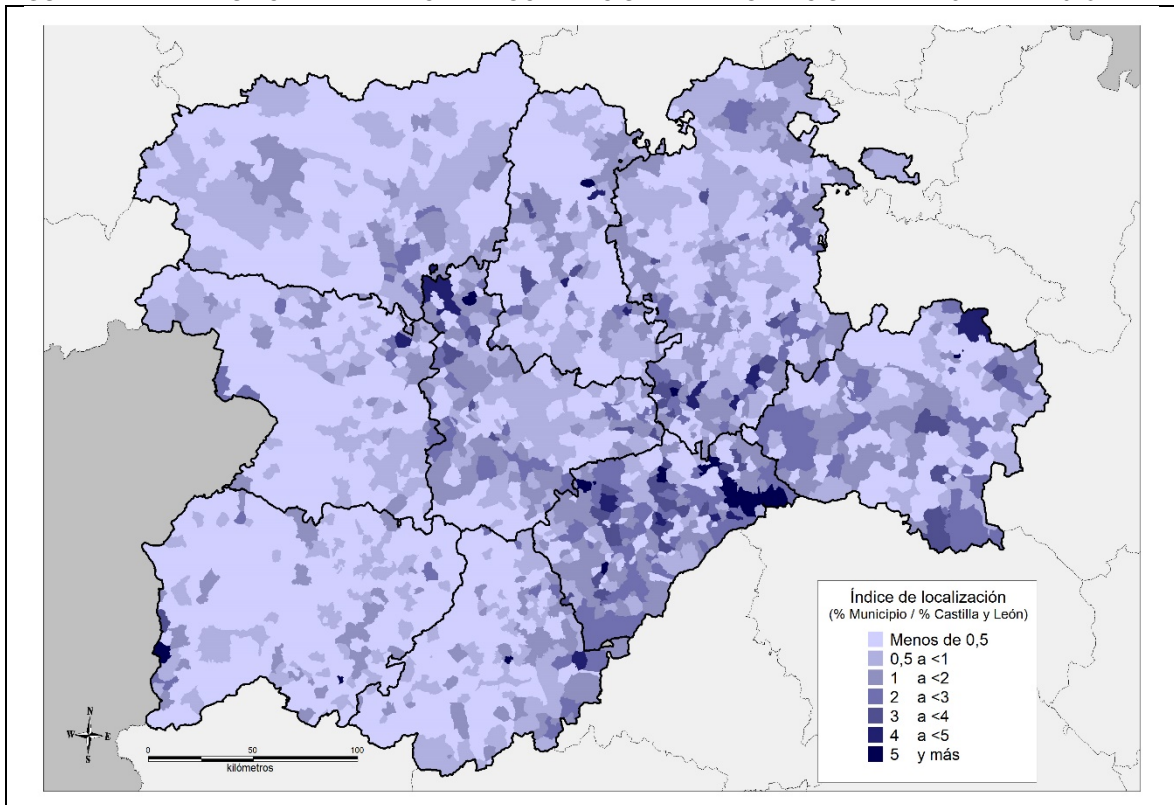 Índice de localización
(% Municipio / % Castilla y León)
Menos de 0,5
0,5 a <1
1 a <2
2 a <3
3 a <4
4 a <5
5 y más
N
W E
S
0 50 100
kilómetros